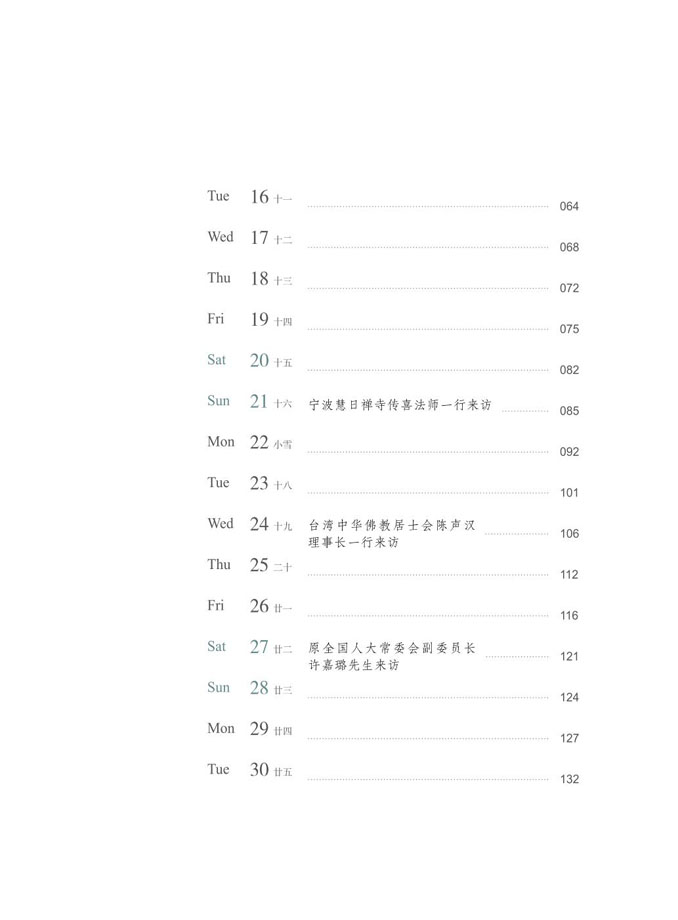 Tue 16 十一 064
Wed 17 十二 068
Thu 18 十三 072
Fri 19 十四 075
Sat 20 十五 082
Sun 21 十六 宁波慧日禅寺传喜法师一行来访 085
Mon 22 小雪 092
Tue 23 十八 101
Wed 24 十九 台湾中华佛教居士会陈声汉 106
理事长一行来访
Thu 25 二十 112
Fri 26 廿一 116
Sat 27 廿二 原全国人大常委会副委员长 121
许嘉璐先生来访
Sun 28 廿三 124
Mon 29 廿四 127
Tue 30 廿五 132